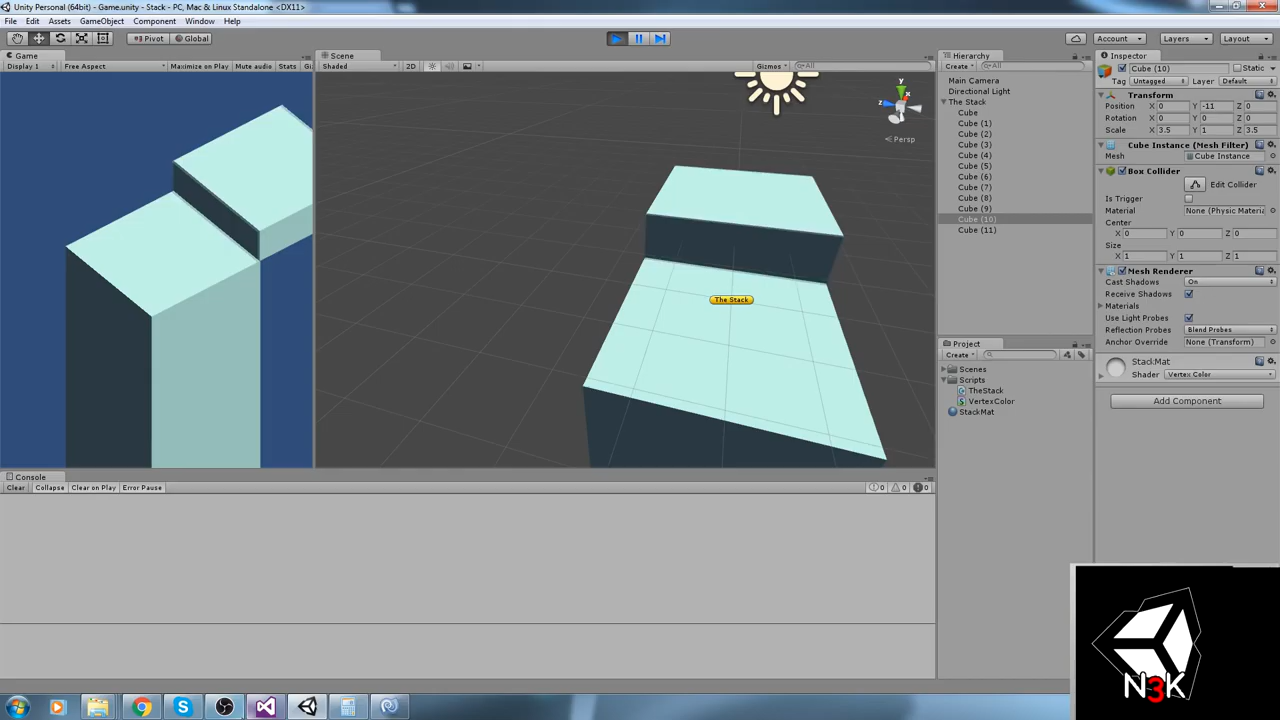 Unity Personal (64bit) - Game.unity - Stack - PC, Mac & Linux Standalone <DX11>
File Edit Assets GameObject Component Window Help
Pivot Global Account Layers Layout
Game
Display 1 Free Aspect Maximize on Play Mute audio Stats
Scene
Shaded 2D Gizmos All
y
x
z
Persp
The Stack
Hierarchy
Create All
Main Camera
Directional Light
The Stack
Cube
Cube (1)
Cube (2)
Cube (3)
Cube (4)
Cube (5)
Cube (6)
Cube (7)
Cube (8)
Cube (9)
Cube (10)
Cube (11)
Project
Create
Scenes
Scripts
TheStack
VertexColor
StackMat
Inspector
Cube (10) Static
Tag Untagged Layer Default
Transform
Position X 0 Y -11 Z 0
Rotation X 0 Y 0 Z 0
Scale X 3.5 Y 1 Z 3.5
Cube Instance (Mesh Filter)
Mesh Cube Instance
Box Collider
Edit Collider
Is Trigger
Material None (Physic Materia
Center
X 0 Y 0 Z 0
Size
X 1 Y 1 Z 1
Mesh Renderer
Cast Shadows On
Receive Shadows
Materials
Use Light Probes
Reflection Probes Blend Probes
Anchor Override None (Transform)
StackMat
Shader Vertex Color
Add Component
Console
Clear Collapse Clear on Play Error Pause 0 0 0
N3K